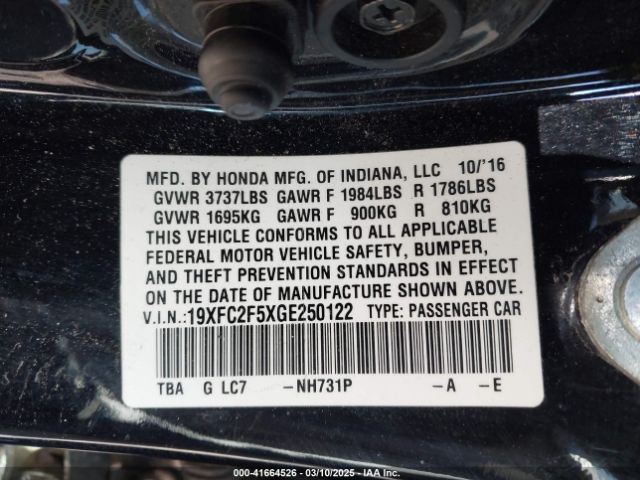 MFD. BY HONDA MFG. OF INDIANA, LLC 10/'16
GVWR 3737LBS GAWR F 1984LBS R 1786LBS
GVWR 1695KG GAWR F 900KG R 810KG
THIS VEHICLE CONFORMS TO ALL APPLICABLE
FEDERAL MOTOR VEHICLE SAFETY, BUMPER,
AND THEFT PREVENTION STANDARDS IN EFFECT
ON THE DATE OF MANUFACTURE SHOWN ABOVE.
V.I.N.:19XFC2F5XGE250122 TYPE: PASSENGER CAR
TBA G LC7 -NH731P -A -E
03-41664526 - 03/10/2025 - IAA Inc.